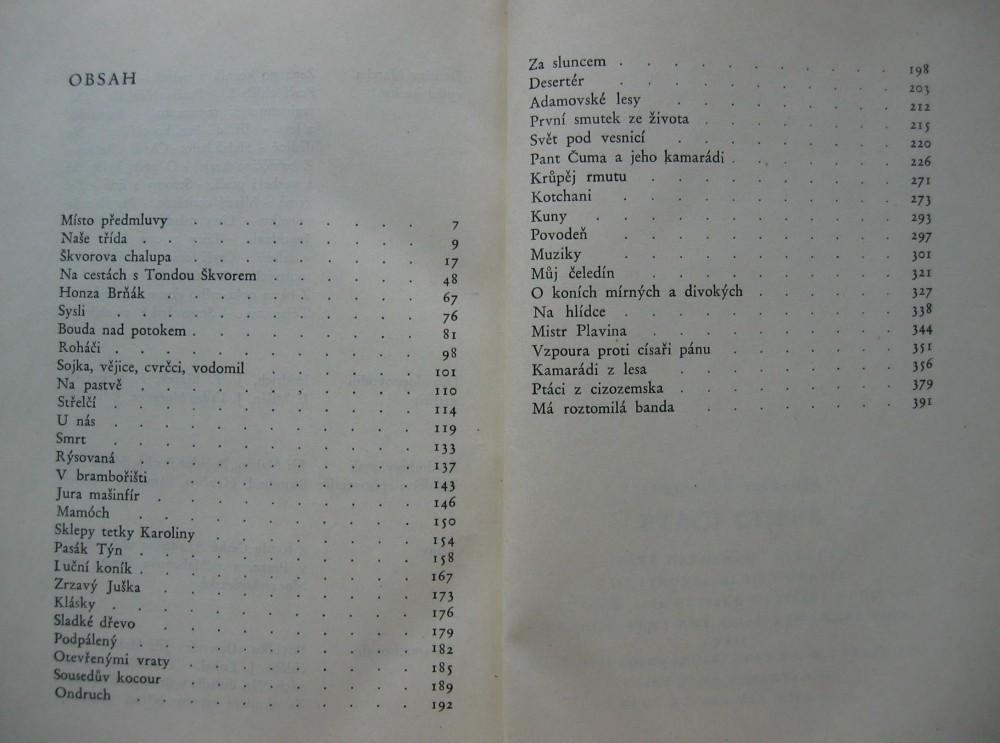 OBSAH
Místo předmluvy . . . . . . . . 7
Naše třída . . . . . . . . . 9
Škvorova chalupa . . . . . . . . 17
Na cestách s Tondou Škvorem . . . . . 48
Honza Brňák . . . . . . . . . 67
Sysli . . . . . . . . . . 76
Bouda nad potokem . . . . . . . . 81
Roháči . . . . . . . . . . 98
Sojka, vějice, cvrčci, vodomil . . . . . . 101
Na pastvě . . . . . . . . . . 110
Střelčí . . . . . . . . . . 114
U nás . . . . . . . . . . 119
Smrt . . . . . . . . . . 133
Rýsovaná . . . . . . . . . 137
V brambořišti . . . . . . . . . 143
Jura mašinfír . . . . . . . . . 146
Mamóch . . . . . . . . . . 150
Sklepy tetky Karoliny . . . . . . . 154
Pasák Týn . . . . . . . . . 158
Luční koník . . . . . . . . . 167
Zrzavý Juška . . . . . . . . . 173
Klásky . . . . . . . . . . 176
Sladké dřevo . . . . . . . . . 179
Podpálený . . . . . . . . . 182
Otevřenými vraty . . . . . . . . 185
Sousedův kocour . . . . . . . . 189
Ondruch . . . . . . . . . . 192
Za sluncem . . . . . . . . . . 198
Desertér . . . . . . . . . . 203
Adamovské lesy . . . . . . . . . 212
První smutek ze života . . . . . . . 215
Svět pod vesnicí . . . . . . . . . 220
Pant Čuma a jeho kamarádi . . . . . . . 226
Krůpěj rmutu . . . . . . . . . 271
Kotchani . . . . . . . . . . 273
Kuny . . . . . . . . . . . 293
Povodeň . . . . . . . . . . 297
Muziky . . . . . . . . . . 301
Můj čeledín . . . . . . . . . 321
O koních mírných a divokých . . . . . . 327
Na hlídce . . . . . . . . . . 338
Mistr Plavina . . . . . . . . . 344
Vzpoura proti císaři pánu . . . . . . . 351
Kamarádi z lesa . . . . . . . . . 356
Ptáci z cizozemska . . . . . . . . 379
Má roztomilá banda . . . . . . . . 391